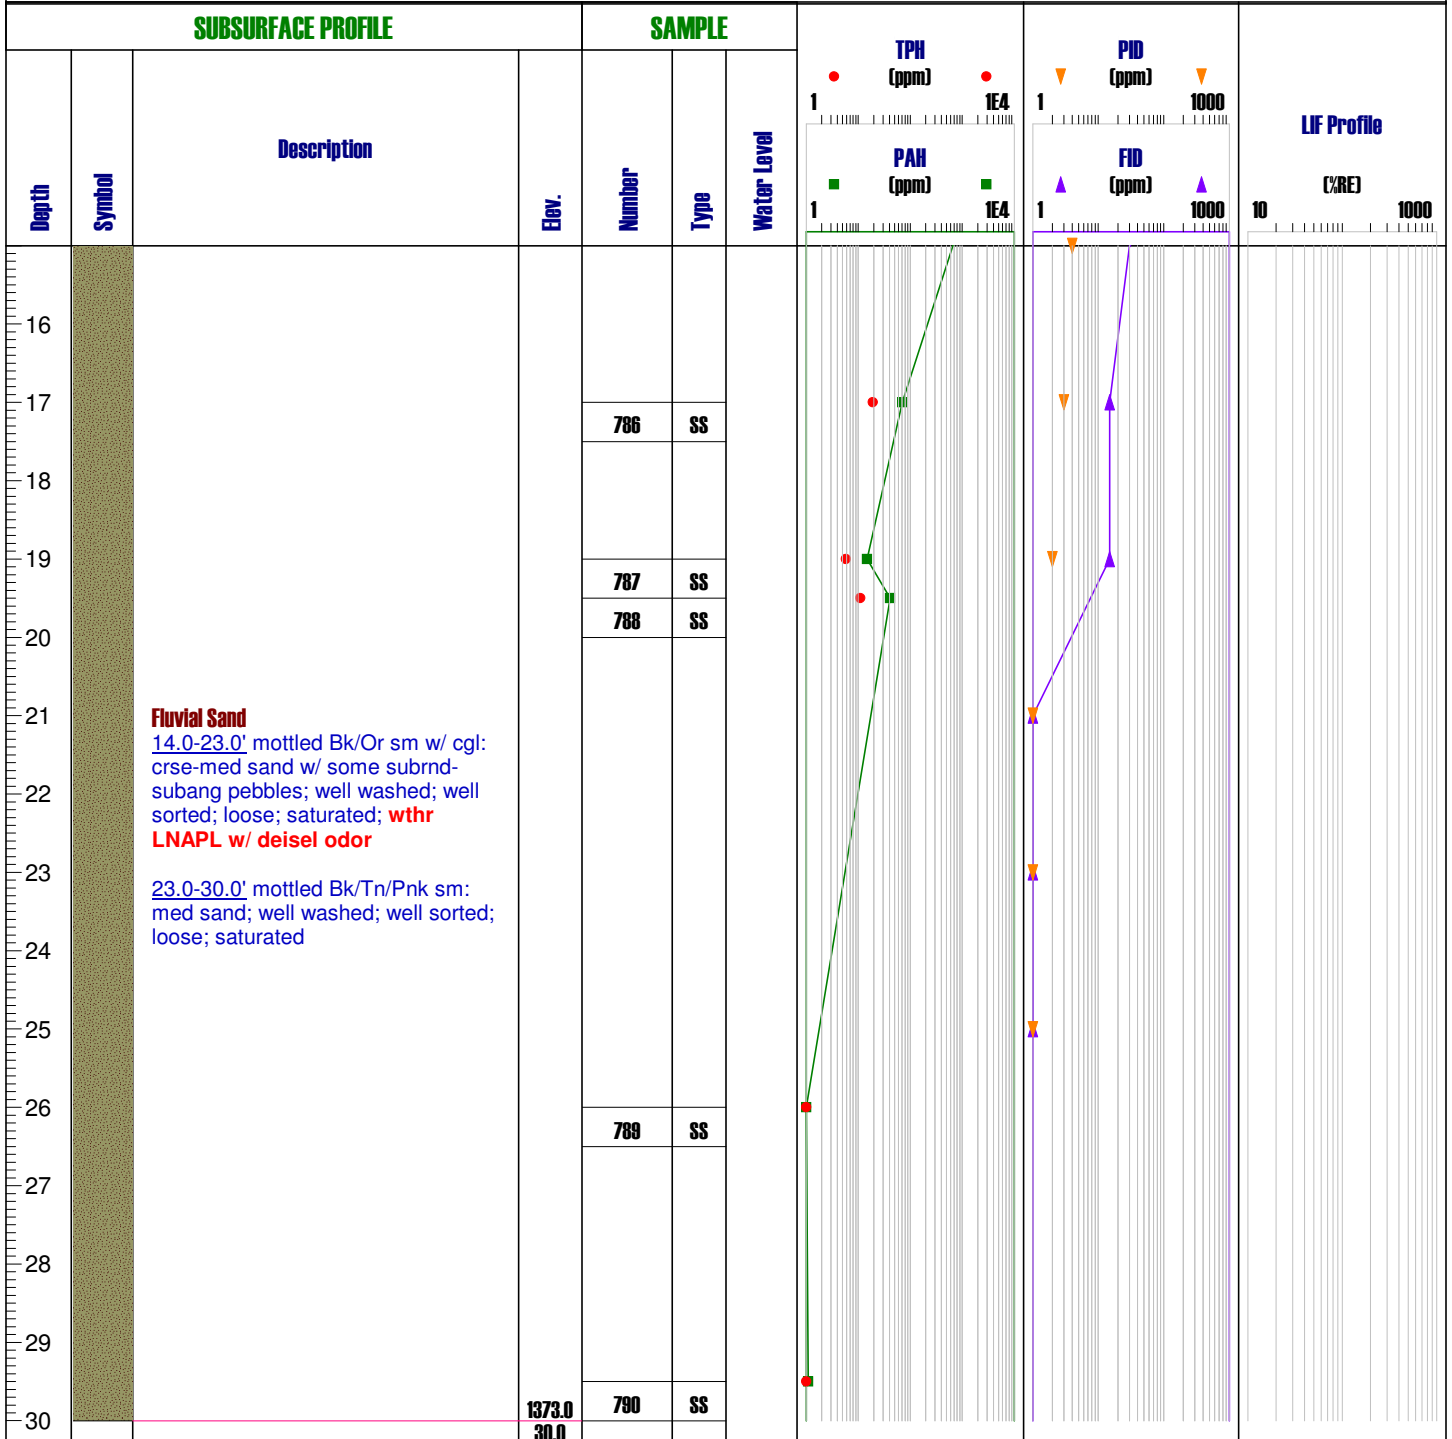 SUBSURFACE PROFILE
SAMPLE
Depth
Symbol
Description
Elev.
Number
Type
Water Level
TPH
(ppm)
1 1E4
PAH
(ppm)
1 1E4
PID
(ppm)
1 1000
FID
(ppm)
1 1000
LIF Profile
(%RE)
10 1000
16
17
786 SS
18
19
787 SS
788 SS
20
21
Fluvial Sand
14.0-23.0' mottled Bk/Or sm w/ cgl:
crse-med sand w/ some subrnd-
subang pebbles; well washed; well
sorted; loose; saturated; wthr
LNAPL w/ deisel odor
22
23
23.0-30.0' mottled Bk/Tn/Pnk sm:
med sand; well washed; well sorted;
loose; saturated
24
25
26
789 SS
27
28
29
790 SS
30
1373.0
30.0